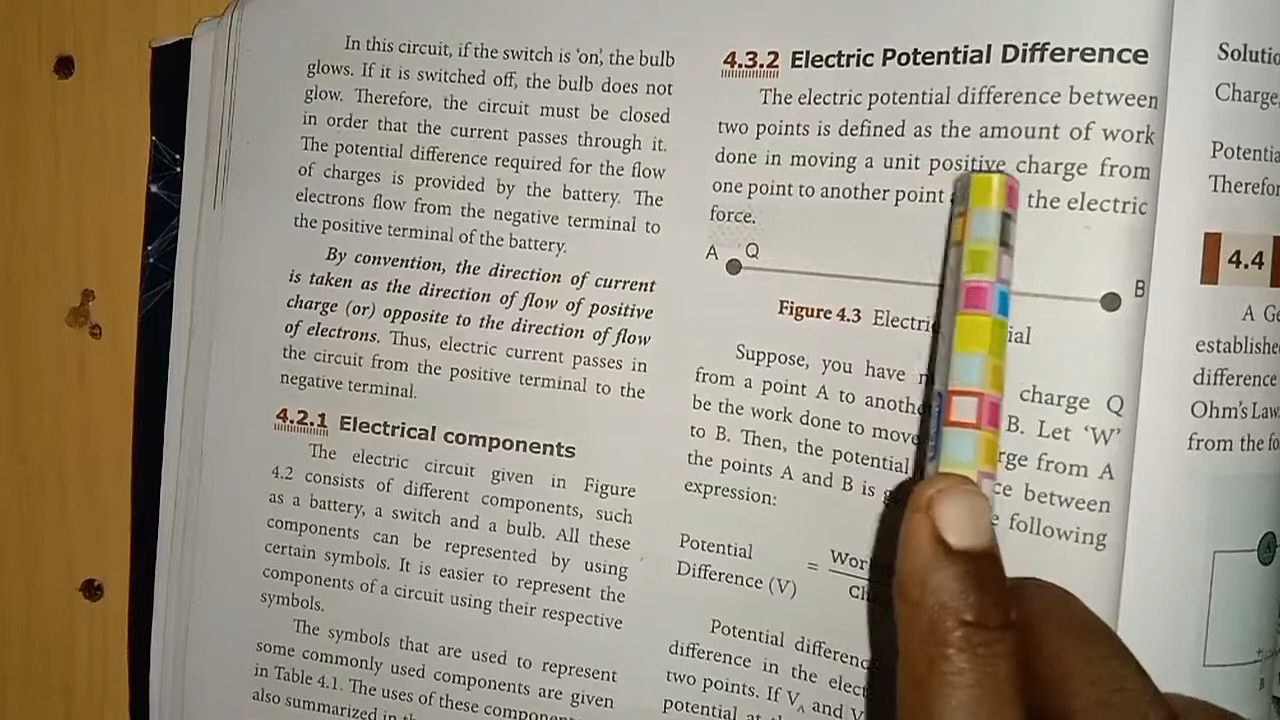 In this circuit, if the switch is ‘on’, the bulb
glows. If it is switched off, the bulb does not
glow. Therefore, the circuit must be closed
in order that the current passes through it.
The potential difference required for the flow
of charges is provided by the battery. The
electrons flow from the negative terminal to
the positive terminal of the battery.
By convention, the direction of current
is taken as the direction of flow of positive
charge (or) opposite to the direction of flow
of electrons. Thus, electric current passes in
the circuit from the positive terminal to the
negative terminal.
4.2.1 Electrical components
The electric circuit given in Figure
4.2 consists of different components, such
as a battery, a switch and a bulb. All these
components can be represented by using
certain symbols. It is easier to represent the
components of a circuit using their respective
symbols.
The symbols that are used to represent
some commonly used components are given
in Table 4.1. The uses of these
also summarized in
4.3.2 Electric Potential Difference
The electric potential difference between
two points is defined as the amount of work
done in moving a unit positive charge from
one point to another point the electric
force.
A Q
B
Figure 4.3
Suppose, you have charge Q
from a point A to B. Let ‘W’
be the work done to from A
to B. Then, the potential between
the points A and B is following
expression:
Potential
Difference (V)
=
Potential
difference in the
two points. If V_A and
potential at
Charge,
4.4
A
difference
Ohm's Law
from the